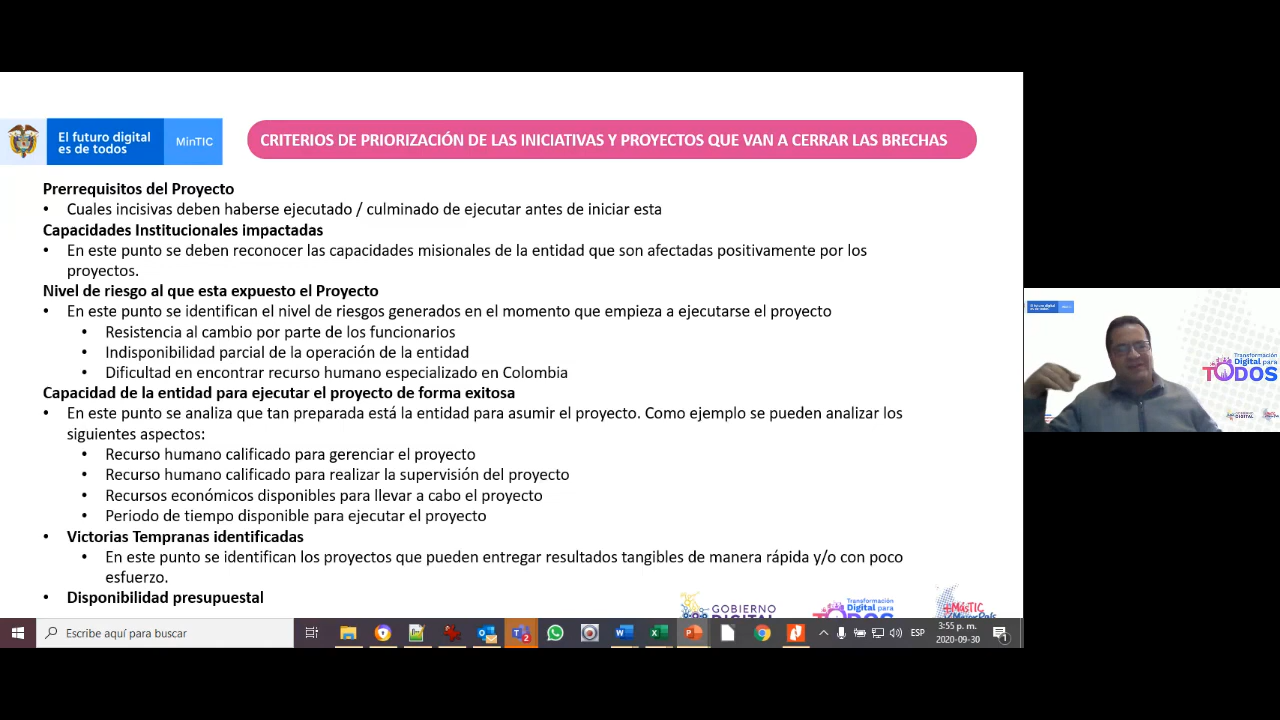 El futuro digital
es de todos
MinTIC
CRITERIOS DE PRIORIZACIÓN DE LAS INICIATIVAS Y PROYECTOS QUE VAN A CERRAR LAS BRECHAS
Prerrequisitos del Proyecto
• Cuales incisivas deben haberse ejecutado / culminado de ejecutar antes de iniciar esta
Capacidades Institucionales impactadas
• En este punto se deben reconocer las capacidades misionales de la entidad que son afectadas positivamente por los
proyectos.
Nivel de riesgo al que esta expuesto el Proyecto
• En este punto se identifican el nivel de riesgos generados en el momento que empieza a ejecutarse el proyecto
• Resistencia al cambio por parte de los funcionarios
• Indisponibilidad parcial de la operación de la entidad
• Dificultad en encontrar recurso humano especializado en Colombia
Capacidad de la entidad para ejecutar el proyecto de forma exitosa
• En este punto se analiza que tan preparada está la entidad para asumir el proyecto. Como ejemplo se pueden analizar los
siguientes aspectos:
• Recurso humano calificado para gerenciar el proyecto
• Recurso humano calificado para realizar la supervisión del proyecto
• Recursos económicos disponibles para llevar a cabo el proyecto
• Periodo de tiempo disponible para ejecutar el proyecto
• Victorias Tempranas identificadas
• En este punto se identifican los proyectos que pueden entregar resultados tangibles de manera rápida y/o con poco
esfuerzo.
• Disponibilidad presupuestal
GOBIERNO
DIGITAL
Transformación
Digital para
TODOS
+MásTIC
Escribe aquí para buscar
ESP
3:55 p. m.
2020-09-30
El futuro digital
es de todos
Transformación
Digital para
TODOS